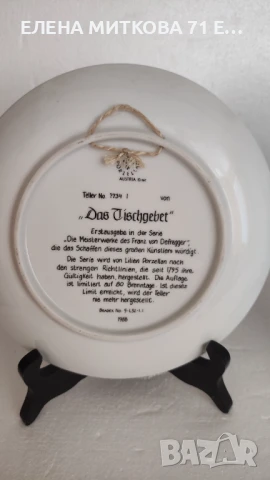 ЕЛЕНА МИТКОВА 71 Е...
AUSTRIA
Teller No. 7734 I von
„Das Tischgebet"
Erstausgabe in der Serie
„Die Meisterwerke des Franz von Defregger",
die das Schaffen dieses großen Künstlers würdigt.
Die Serie wird von Lilien Porzellan nach
den strengen Richtlinien, die seit 1795 ihre
Gültigkeit haben, hergestellt. Die Auflage
ist limitiert auf 80 Brenntage. Ist dieses
Limit erreicht, wird der Teller
nie mehr hergestellt.
1988
BAZAR